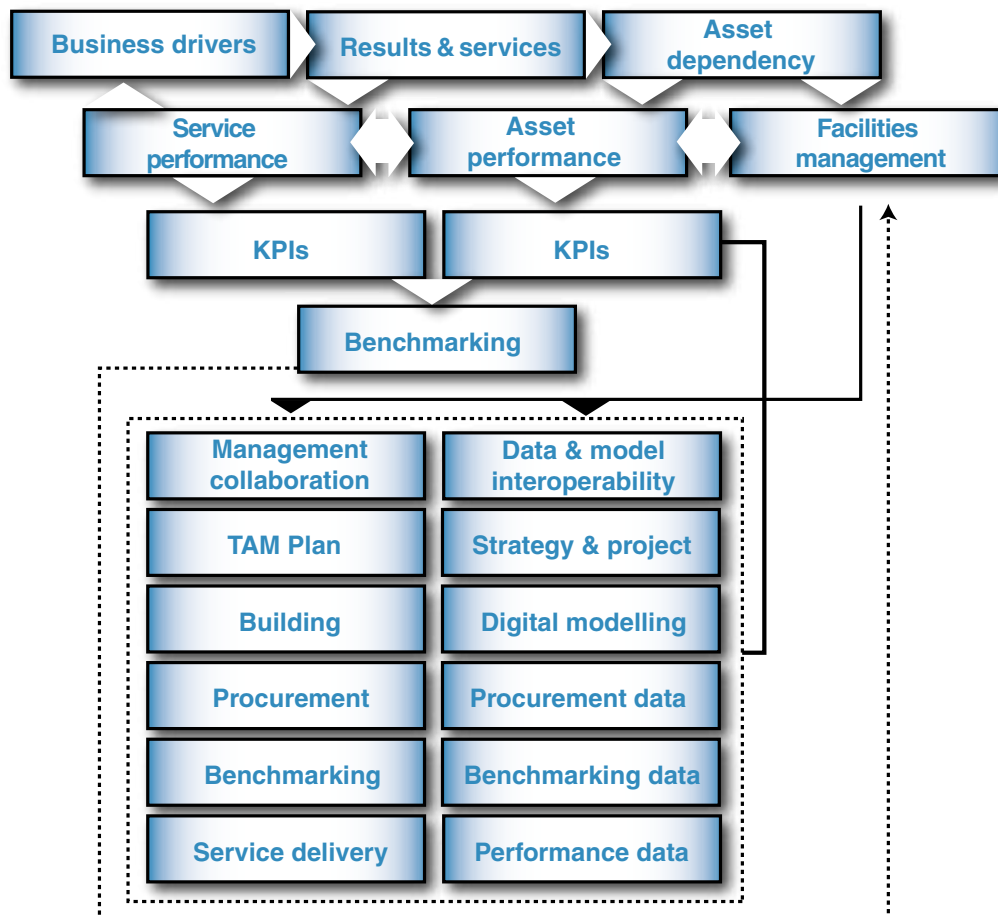 Business drivers
Results & services
Asset
dependency
Service
performance
Asset
performance
Facilities
management
KPIs
KPIs
Benchmarking
Management
collaboration
Data & model
interoperability
TAM Plan
Strategy & project
Building
Digital modelling
Procurement
Procurement data
Benchmarking
Benchmarking data
Service delivery
Performance data